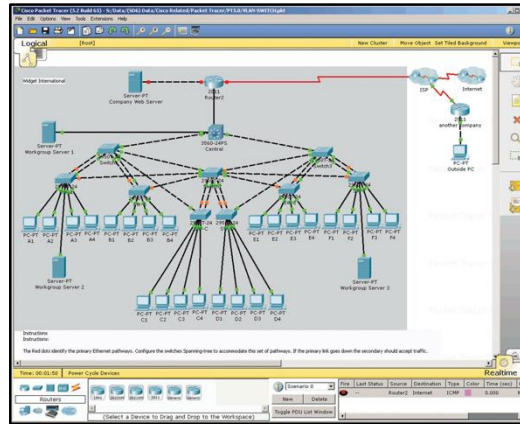 Cisco Packet Tracer
File Edit Options View Tools Extensions Help
Logical
[Root]
New Cluster
Move Object
Set Tiled Background
Viewport
Widget International
Server-PT
Company Web Server
2811
Router2
ISP
Internet
2811
another company
PC-PT
Outside PC
Server-PT
Workgroup Server 1
3560-24PS
Central
PC-PT PC-PT PC-PT PC-PT PC-PT PC-PT PC-PT PC-PT
A1 A2 A3 A4 B1 B2 B3 B4
PC-PT PC-PT PC-PT PC-PT PC-PT PC-PT PC-PT PC-PT
E1 E2 E3 E4 F1 F2 F3 F4
Server-PT
Workgroup Server 2
Server-PT
Workgroup Server 3
PC-PT PC-PT PC-PT PC-PT PC-PT PC-PT PC-PT PC-PT
C1 C2 C3 C4 D1 D2 D3 D4
Instructions
Instructions:
The Red dots identify the primary Ethernet pathways. Configure the switches Spanning-tree to accommodate this set of pathways. If the primary link goes down the secondary should accept traffic.
Time: 00:01:50
Power Cycle Devices
Realtime
Routers
(Select a Device to Drag and Drop to the Workspace)
Scenario 0
New
Delete
Toggle PDU List Window
Fire Last Status Source Destination Type Color Time (sec)
-- Router2 Internet ICMP 0.000